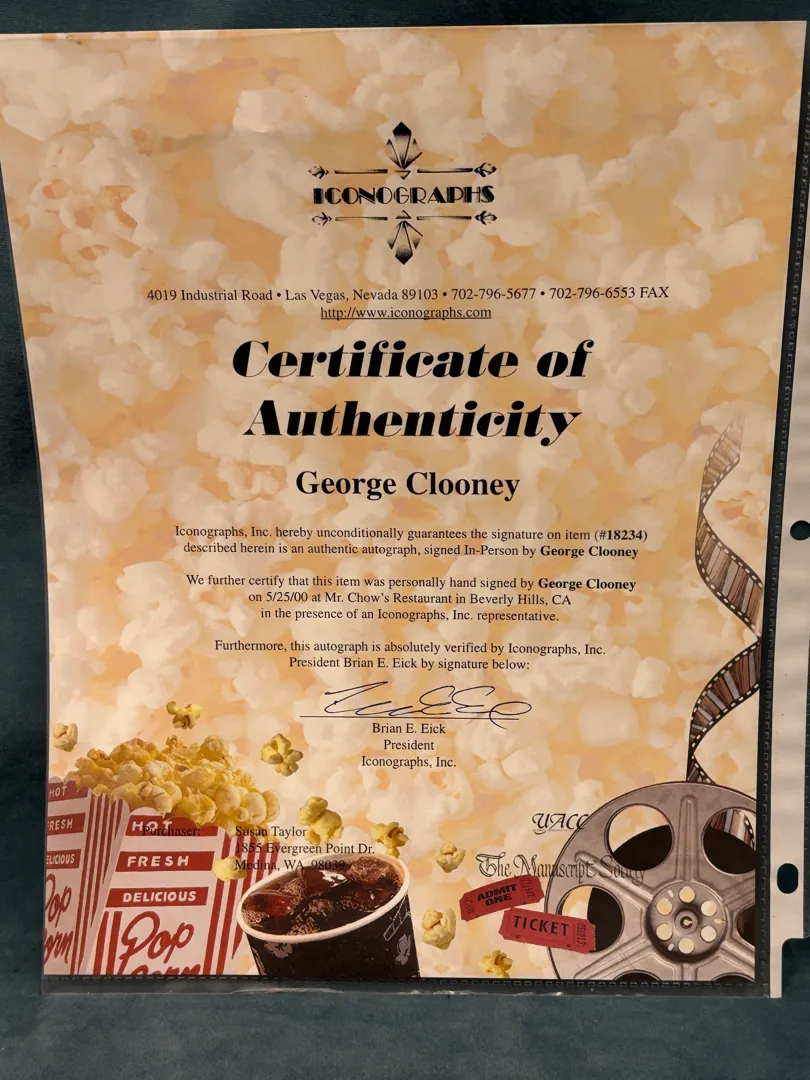 ICONOGRAPHS
4019 Industrial Road • Las Vegas, Nevada 89103 • 702-796-5677 • 702-796-6553 FAX
http://www.iconographs.com
Certificate of
Authenticity
George Clooney
Iconographs, Inc. hereby unconditionally guarantees the signature on item (#18234)
described herein is an authentic autograph, signed In-Person by George Clooney
We further certify that this item was personally hand signed by George Clooney
on 5/25/00 at Mr. Chow's Restaurant in Beverly Hills, CA
in the presence of an Iconographs, Inc. representative.
Furthermore, this autograph is absolutely verified by Iconographs, Inc.
President Brian E. Eick by signature below:
Brian E. Eick
President
Iconographs, Inc.
Purchaser: Susan Taylor
1855 Evergreen Point Dr.
Medina, WA 98039
UACC
The Manuscript Society
ADMIT
ONE
TICKET
HOT
FRESH
DELICIOUS
Pop
Corn
HOT
FRESH
DELICIOUS
Pop
Corn